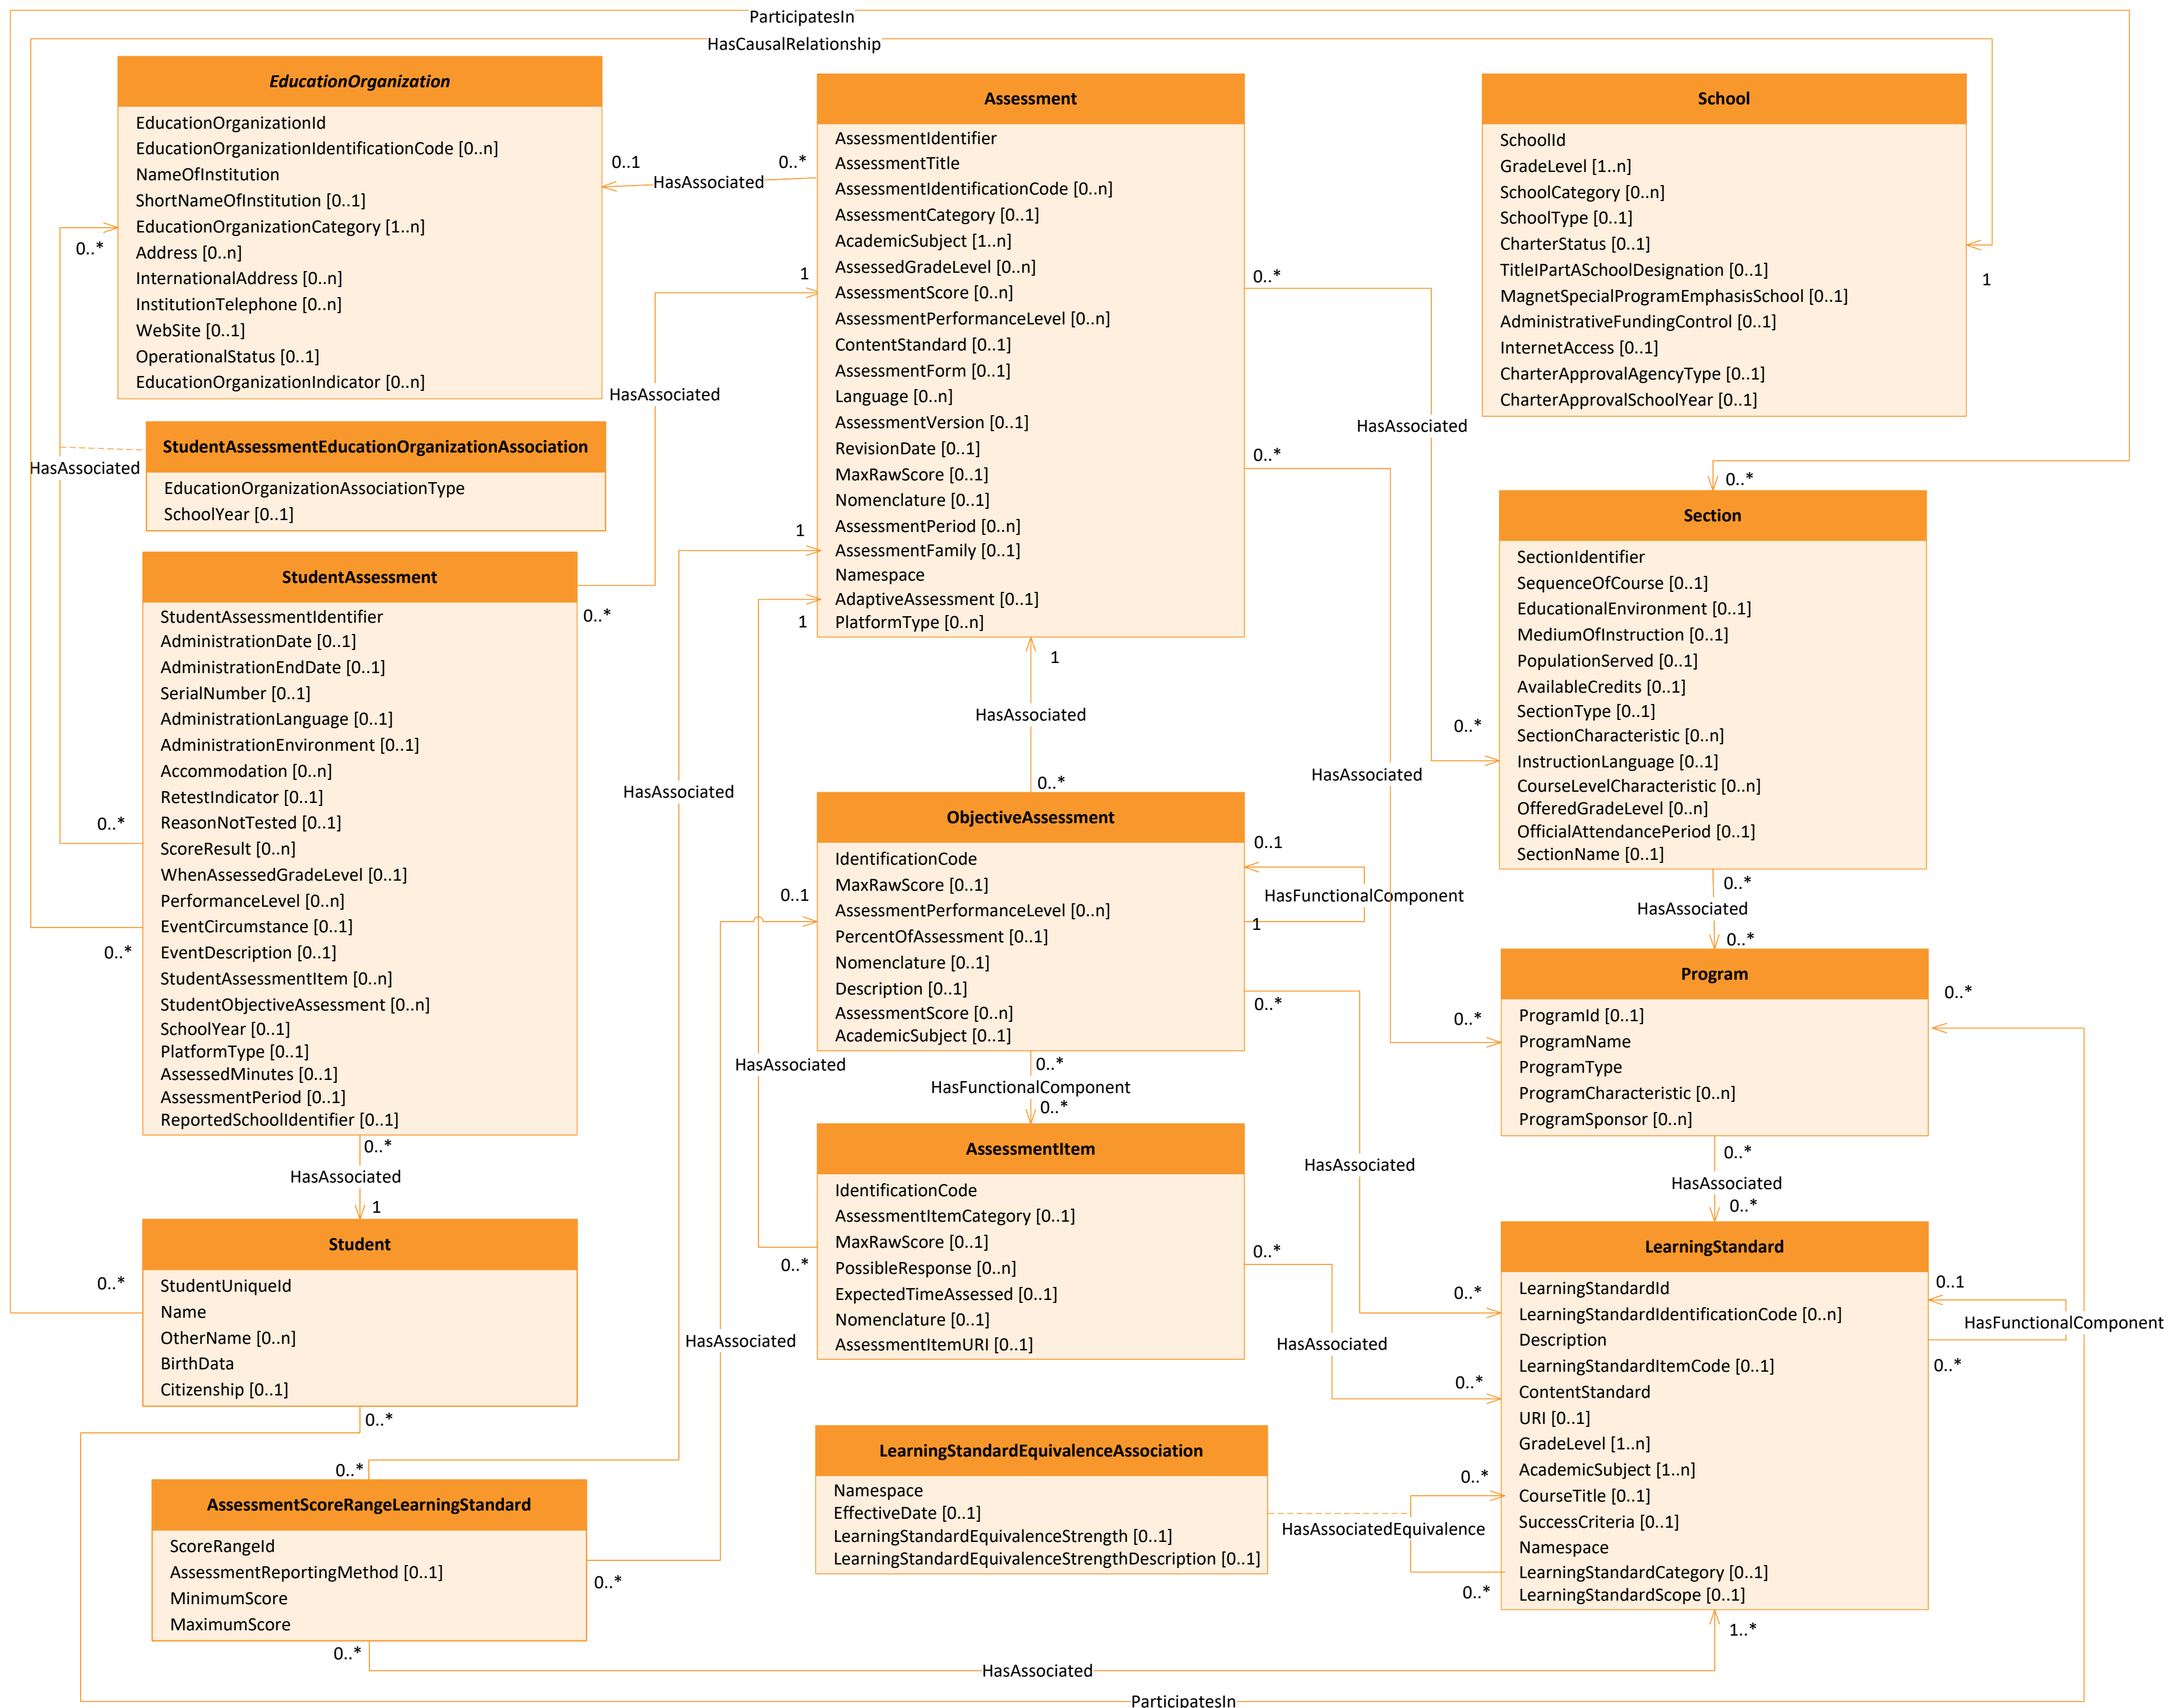 ParticipatesIn
HasCausalRelationship
EducationOrganization
EducationOrganizationId
EducationOrganizationIdentificationCode [0..n]
NameOfInstitution
ShortNameOfInstitution [0..1]
EducationOrganizationCategory [1..n]
Address [0..n]
InternationalAddress [0..n]
InstitutionTelephone [0..n]
WebSite [0..1]
OperationalStatus [0..1]
EducationOrganizationIndicator [0..n]
0..*
0..1
0..*
HasAssociated
Assessment
AssessmentIdentifier
AssessmentTitle
AssessmentIdentificationCode [0..n]
AssessmentCategory [0..1]
AcademicSubject [1..n]
AssessedGradeLevel [0..n]
AssessmentScore [0..n]
AssessmentPerformanceLevel [0..n]
ContentStandard [0..1]
AssessmentForm [0..1]
Language [0..n]
AssessmentVersion [0..1]
RevisionDate [0..1]
MaxRawScore [0..1]
Nomenclature [0..1]
AssessmentPeriod [0..n]
AssessmentFamily [0..1]
Namespace
AdaptiveAssessment [0..1]
PlatformType [0..n]
School
SchoolId
GradeLevel [1..n]
SchoolCategory [0..n]
SchoolType [0..1]
CharterStatus [0..1]
TitleIPartASchoolDesignation [0..1]
MagnetSpecialProgramEmphasisSchool [0..1]
AdministrativeFundingControl [0..1]
InternetAccess [0..1]
CharterApprovalAgencyType [0..1]
CharterApprovalSchoolYear [0..1]
1
1
HasAssociated
0..*
0..*
HasAssociated
0..*
HasAssociated
0..*
1
1
1
HasAssociated
0..*
StudentAssessmentEducationOrganizationAssociation
EducationOrganizationAssociationType
SchoolYear [0..1]
HasAssociated
StudentAssessment
StudentAssessmentIdentifier
AdministrationDate [0..1]
AdministrationEndDate [0..1]
SerialNumber [0..1]
AdministrationLanguage [0..1]
AdministrationEnvironment [0..1]
Accommodation [0..n]
RetestIndicator [0..1]
ReasonNotTested [0..1]
ScoreResult [0..n]
WhenAssessedGradeLevel [0..1]
PerformanceLevel [0..n]
EventCircumstance [0..1]
EventDescription [0..1]
StudentAssessmentItem [0..n]
StudentObjectiveAssessment [0..n]
SchoolYear [0..1]
PlatformType [0..1]
AssessedMinutes [0..1]
AssessmentPeriod [0..1]
ReportedSchoolIdentifier [0..1]
0..*
0..*
0..*
HasAssociated
0..*
HasAssociated
1
Section
SectionIdentifier
SequenceOfCourse [0..1]
EducationalEnvironment [0..1]
MediumOfInstruction [0..1]
PopulationServed [0..1]
AvailableCredits [0..1]
SectionType [0..1]
SectionCharacteristic [0..n]
InstructionLanguage [0..1]
CourseLevelCharacteristic [0..n]
OfferedGradeLevel [0..n]
OfficialAttendancePeriod [0..1]
SectionName [0..1]
0..*
HasAssociated
0..*
0..*
ObjectiveAssessment
IdentificationCode
MaxRawScore [0..1]
AssessmentPerformanceLevel [0..n]
PercentOfAssessment [0..1]
Nomenclature [0..1]
Description [0..1]
AssessmentScore [0..n]
AcademicSubject [0..1]
0..1
0..1
HasFunctionalComponent
1
0..*
0..*
HasFunctionalComponent
0..*
HasAssociated
HasAssociated
Program
ProgramId [0..1]
ProgramName
ProgramType
ProgramCharacteristic [0..n]
ProgramSponsor [0..n]
0..*
0..*
0..*
HasAssociated
0..*
AssessmentItem
IdentificationCode
AssessmentItemCategory [0..1]
MaxRawScore [0..1]
PossibleResponse [0..n]
ExpectedTimeAssessed [0..1]
Nomenclature [0..1]
AssessmentItemURI [0..1]
0..*
0..*
HasAssociated
0..*
0..*
Student
StudentUniqueId
Name
OtherName [0..n]
BirthData
Citizenship [0..1]
0..*
0..*
HasAssociated
LearningStandard
LearningStandardId
LearningStandardIdentificationCode [0..n]
Description
LearningStandardItemCode [0..1]
ContentStandard
URI [0..1]
GradeLevel [1..n]
AcademicSubject [1..n]
CourseTitle [0..1]
SuccessCriteria [0..1]
Namespace
LearningStandardCategory [0..1]
LearningStandardScope [0..1]
0..1
HasFunctionalComponent
0..*
LearningStandardEquivalenceAssociation
Namespace
EffectiveDate [0..1]
LearningStandardEquivalenceStrength [0..1]
LearningStandardEquivalenceStrengthDescription [0..1]
0..*
HasAssociatedEquivalence
0..*
0..*
AssessmentScoreRangeLearningStandard
ScoreRangeId
AssessmentReportingMethod [0..1]
MinimumScore
MaximumScore
0..*
0..*
HasAssociated
1..*
ParticipatesIn